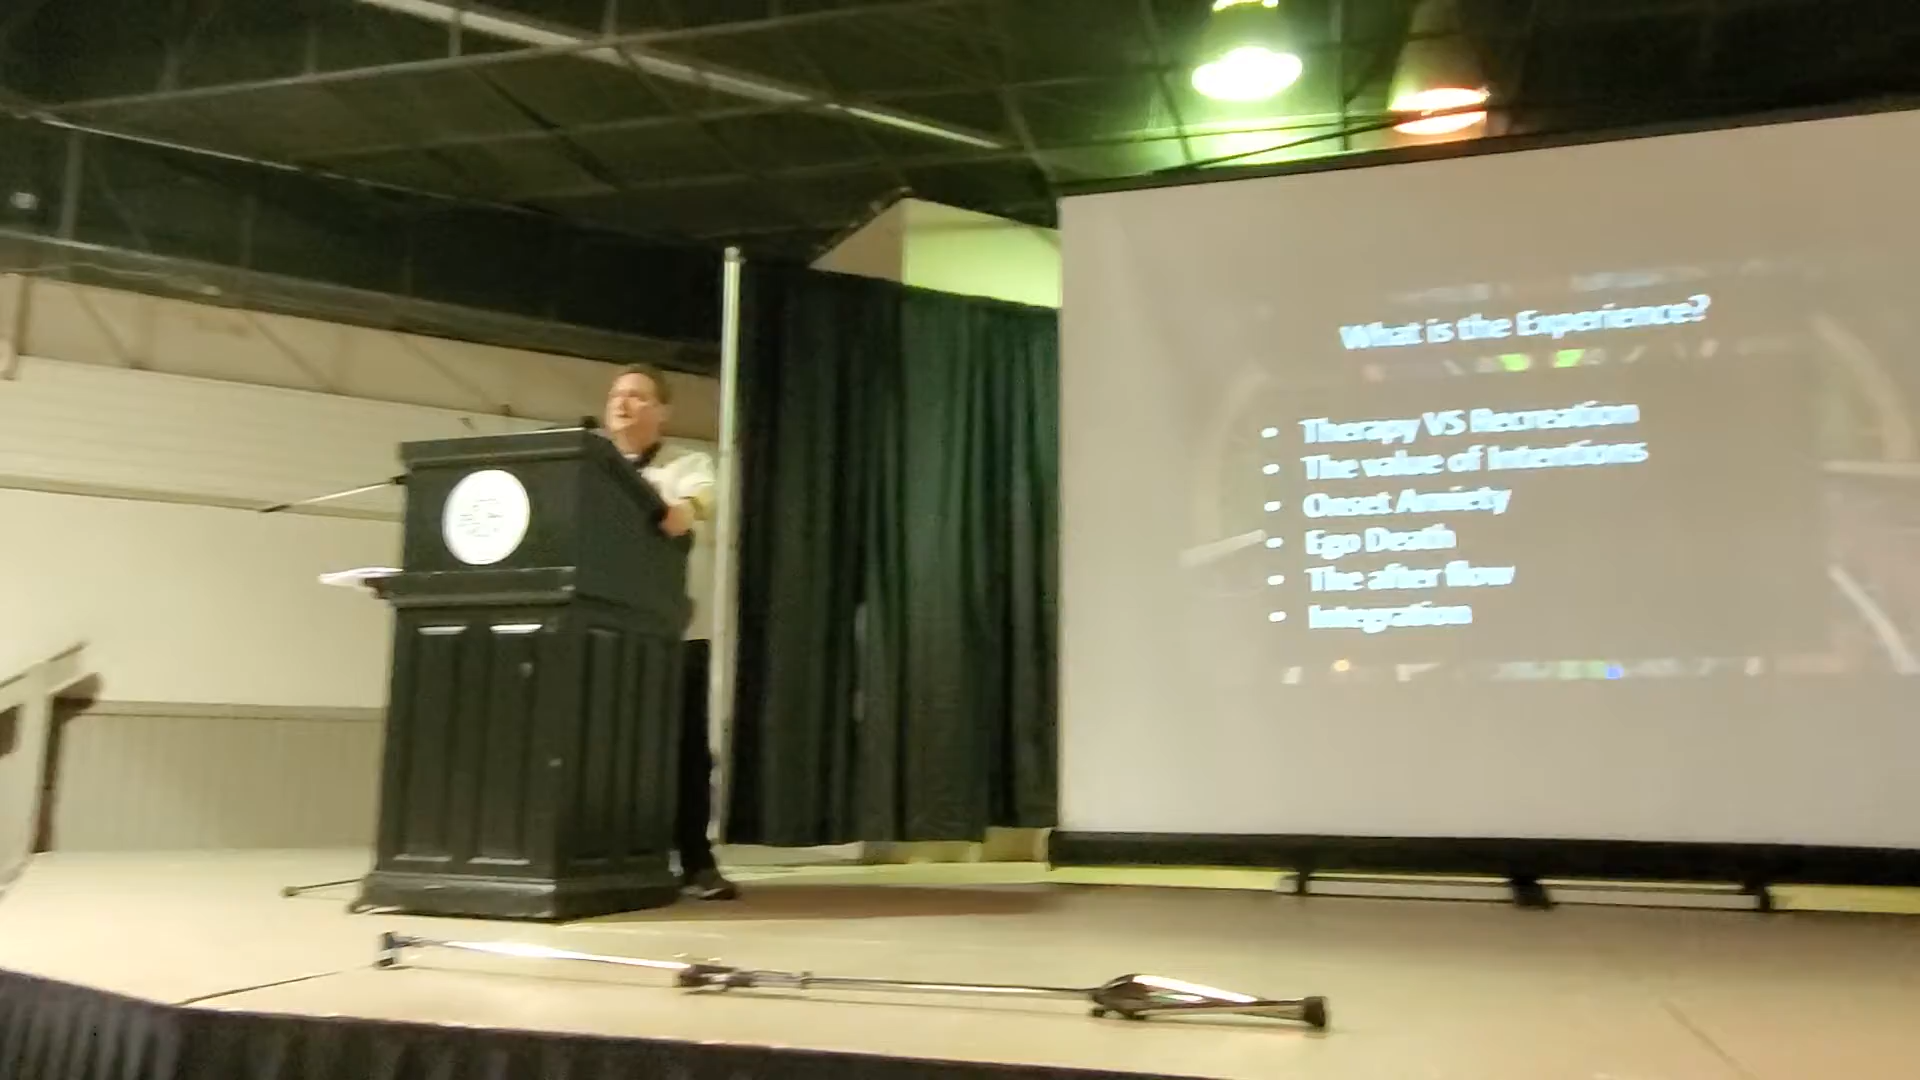 What is the Experience?
• Therapy VS Recreation
• The value of Intentions
• Onset Anxiety
• Ego Death
• The after flow
• Integration